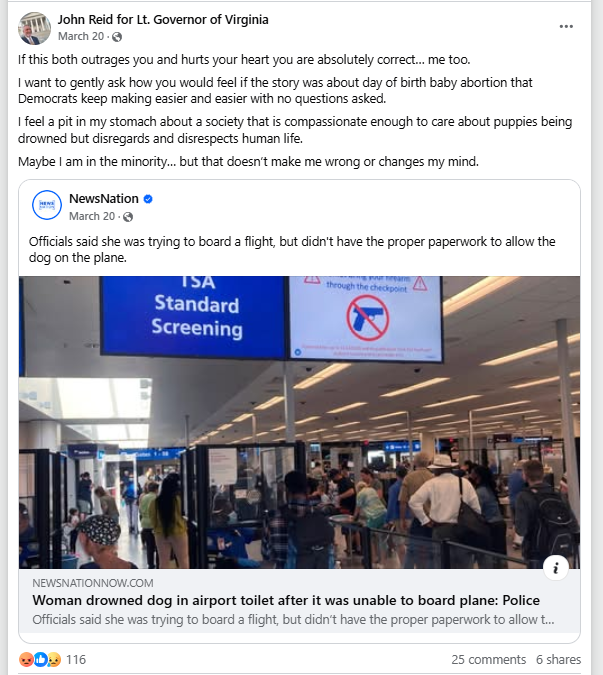 John Reid for Lt. Governor of Virginia
March 20 ·
If this both outrages you and hurts your heart you are absolutely correct... me too.
I want to gently ask how you would feel if the story was about day of birth baby abortion that
Democrats keep making easier and easier with no questions asked.
I feel a pit in my stomach about a society that is compassionate enough to care about puppies being
drowned but disregards and disrespects human life.
Maybe I am in the minority... but that doesn't make me wrong or changes my mind.
NewsNation
March 20 ·
Officials said she was trying to board a flight, but didn't have the proper paperwork to allow the
dog on the plane.
TSA
Standard
Screening
your firearm
through the checkpoint
NEWSNATIONNOW.COM
Woman drowned dog in airport toilet after it was unable to board plane: Police
Officials said she was trying to board a flight, but didn't have the proper paperwork to allow t...
116
25 comments 6 shares